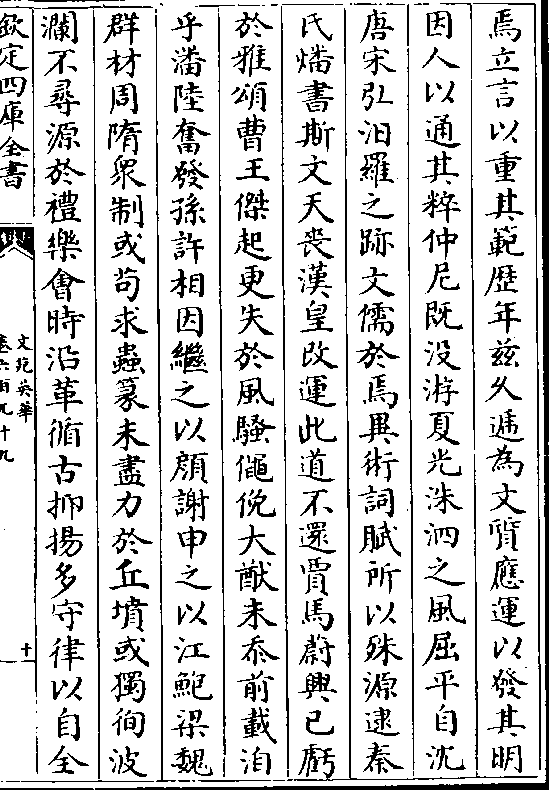 焉立言以重其範歴年兹乆遞為文質應運以發其明
因人以通其粹仲尼既没㳺夏光洙泗之風屈平自沈
唐宋弘汨羅之跡文儒於焉異術詞賦所以殊源逮秦
氏燔書斯文天喪漢皇改運此道不還賈馬蔚興已虧
於雅頌曹王傑起更失於風騷僶俛大猷未忝前載洎
乎潘陸奮發孫許相因繼之以顔謝申之以江鮑梁魏
群材周隋衆制或苟求蟲篆未盡力於丘墳或獨徇波
瀾不尋源於禮樂㑹時沿革循古抑揚多守律以自全
欽定四庫全書
文苑英華
卷六百九十九
十